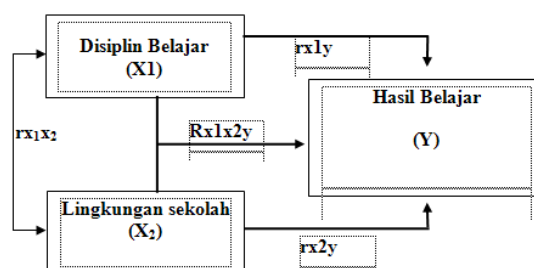 Disiplin Belajar
(X1)
rx1y
Hasil Belajar
(Y)
rx₁x₂
Rx1x2y
Lingkungan sekolah
(X₂)
rx2y